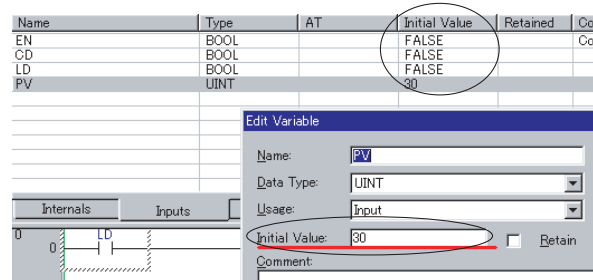 Name Type AT Initial Value Retained Co
EN BOOL FALSE Co
CD BOOL FALSE
LD BOOL FALSE
PV UINT 30
Edit Variable
Name: PV
Data Type: UINT
Usage: Input
Internals Inputs
Initial Value: 30 Retain
0 LD
0
Comment: